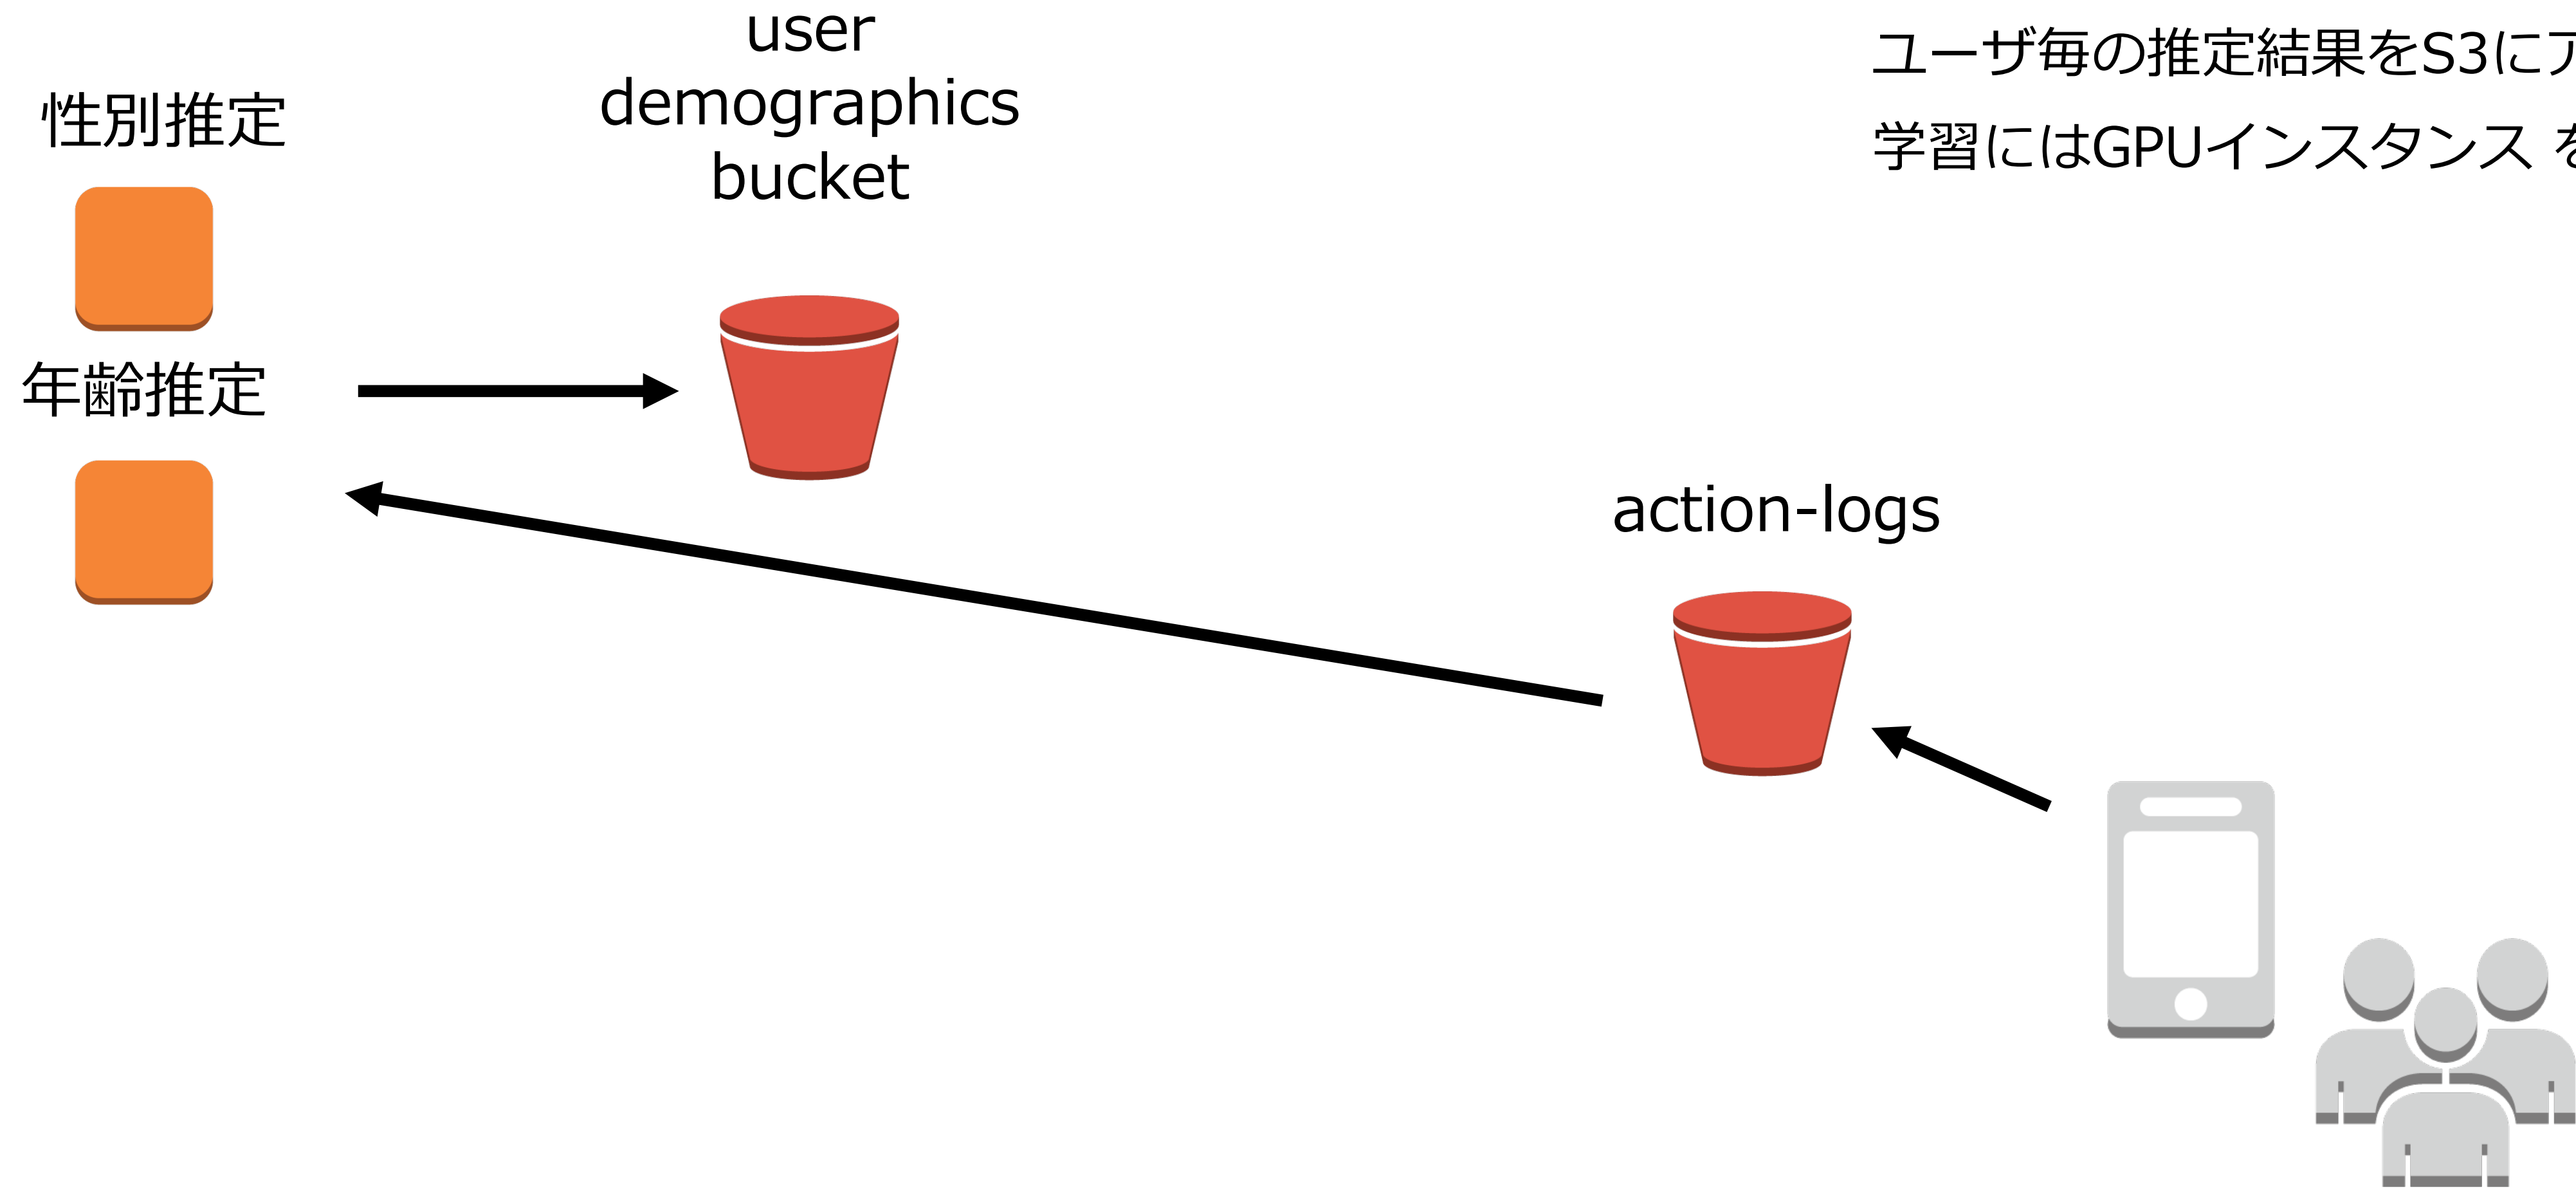 user
demographics
bucket
性別推定
年齢推定
action-logs
ユーザ毎の推定結果をS3に
学習にはGPUインスタンス